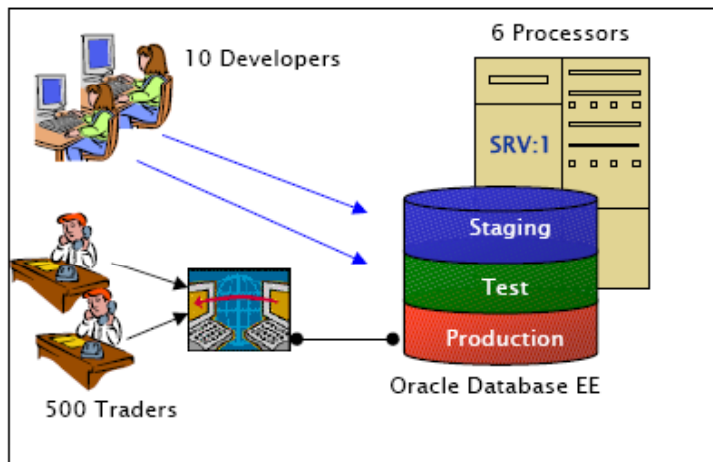 10 Developers
6 Processors
SRV:1
Staging
Test
Production
500 Traders
Oracle Database EE